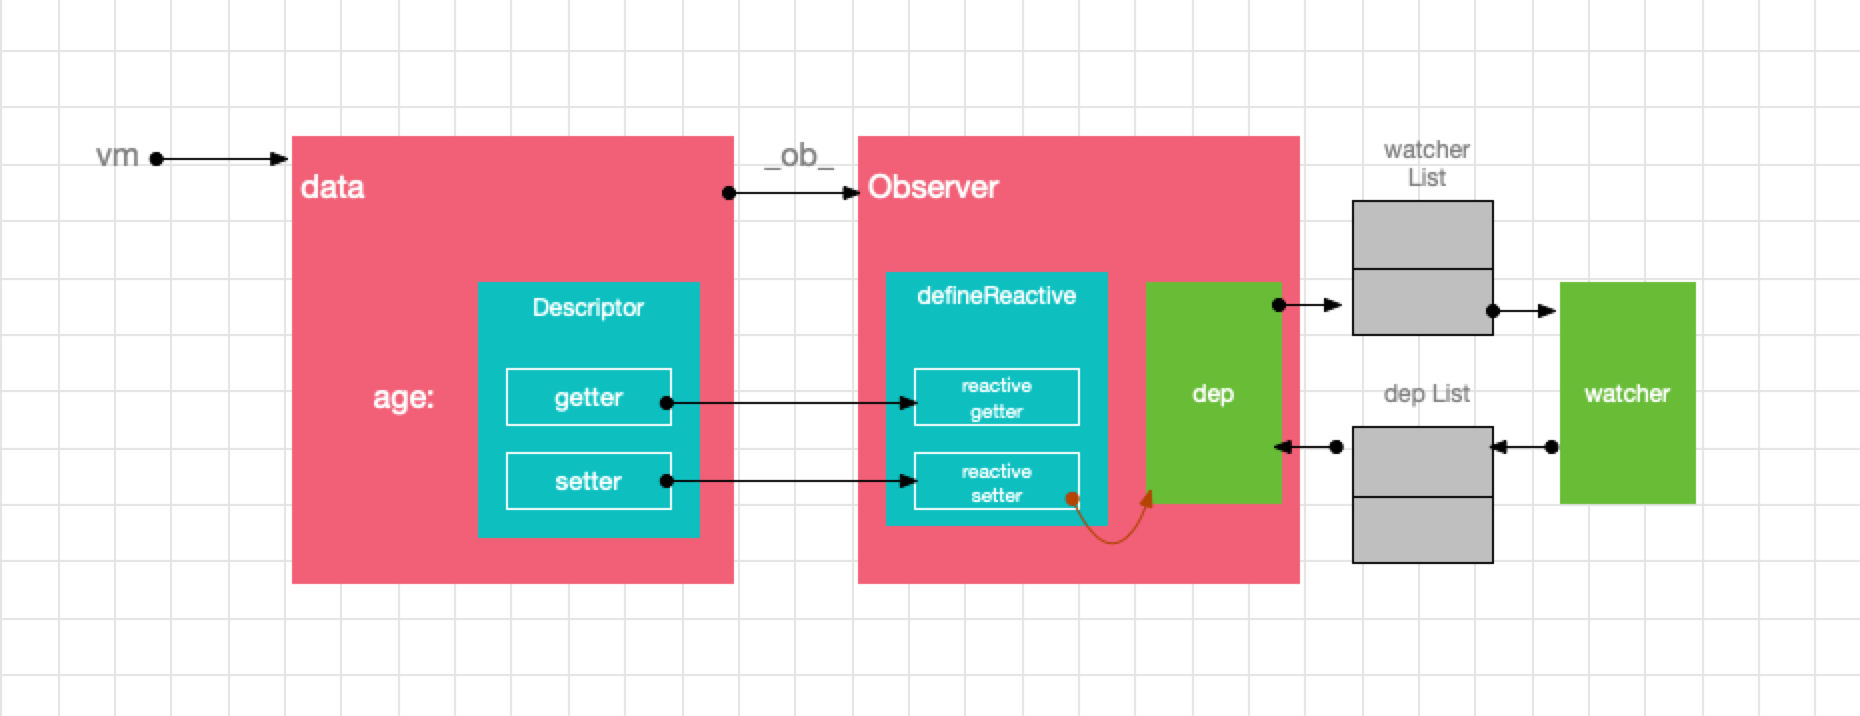 vm
data
_ob_
Observer
watcher
List
Descriptor
age:
getter
setter
defineReactive
reactive
getter
reactive
setter
dep
dep List
watcher